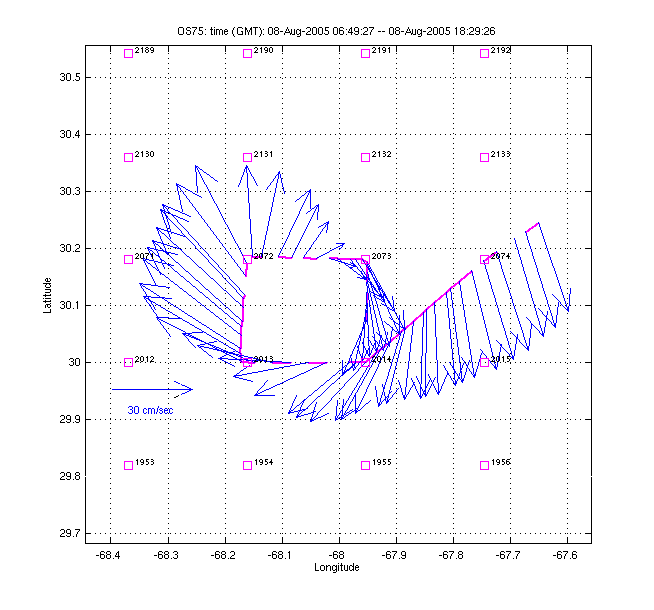 OS75: time (GMT): 08-Aug-2005 06:49:27 -- 08-Aug-2005 18:29:26
2189 2190 2191 2192
30.5
30.4
2130 2131 2132 2133
30.3
30.2
2071 2072 2073 2074
Latitude
30.1
30
2012 2013 2014 2015
30 cm/sec
29.9
1953 1954 1955 1956
29.8
29.7
-68.4 -68.3 -68.2 -68.1 -68 -67.9 -67.8 -67.7 -67.6
Longitude